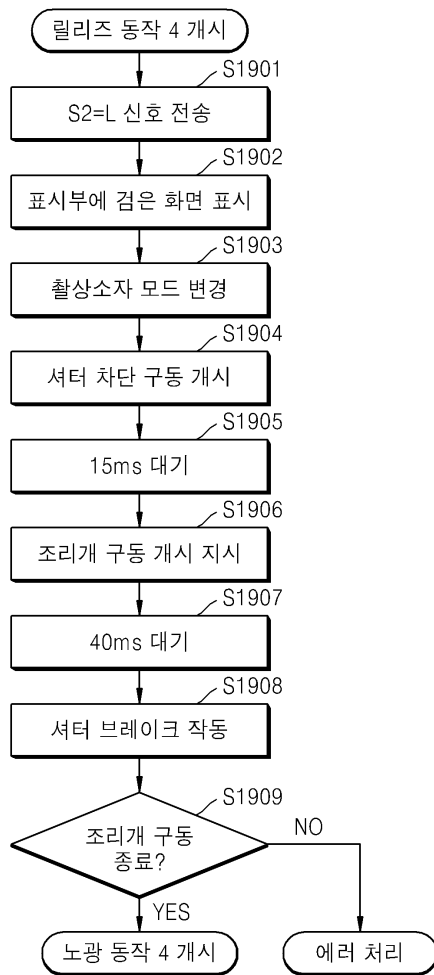 릴리즈 동작 4 개시
S1901
S2=L 신호 전송
S1902
표시부에 검은 화면 표시
S1903
촬상소자 모드 변경
S1904
셔터 차단 구동 개시
S1905
15ms 대기
S1906
조리개 구동 개시 지시
S1907
40ms 대기
S1908
셔터 브레이크 작동
S1909
조리개 구동
종료?
NO
YES
노광 동작 4 개시
에러 처리